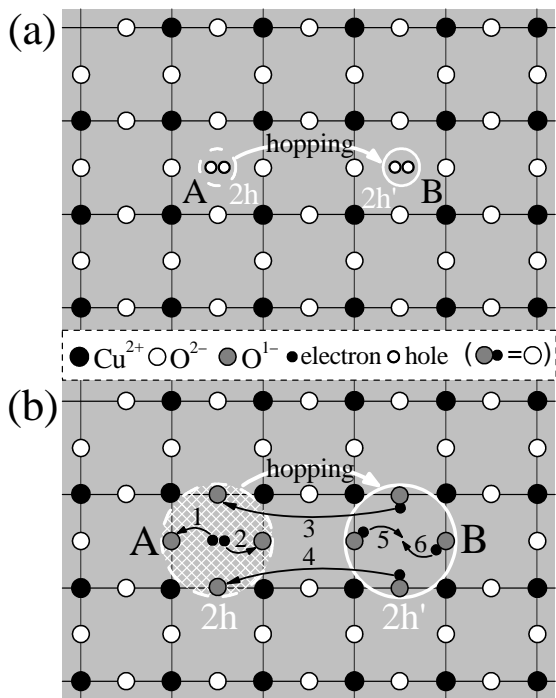 (a)
hopping
A 2h 2h' B
Cu²⁺ O²⁻ O¹⁻ electron hole ( = )
(b)
hopping
1 3
A 2 5 6 B
4
2h 2h'